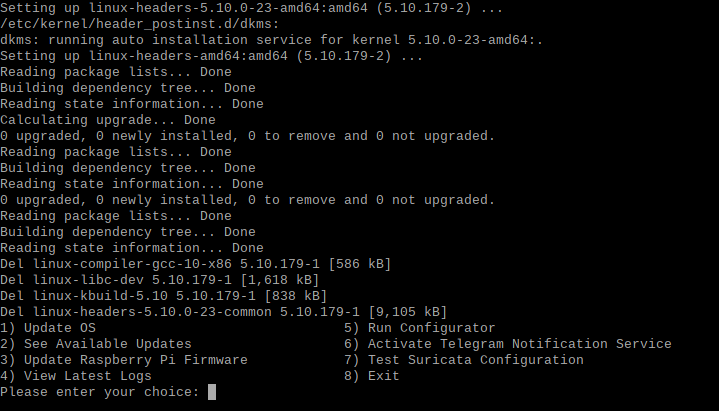 Setting up linux-headers-5.10.0-23-amd64:amd64 (5.10.179-2) ...
/etc/kernel/header_postinst.d/dkms:
dkms: running auto installation service for kernel 5.10.0-23-amd64:.
Setting up linux-headers-amd64:amd64 (5.10.179-2) ...
Reading package lists... Done
Building dependency tree... Done
Reading state information... Done
Calculating upgrade... Done
0 upgraded, 0 newly installed, 0 to remove and 0 not upgraded.
Reading package lists... Done
Building dependency tree... Done
Reading state information... Done
0 upgraded, 0 newly installed, 0 to remove and 0 not upgraded.
Reading package lists... Done
Building dependency tree... Done
Reading state information... Done
Del linux-compiler-gcc-10-x86 5.10.179-1 [586 kB]
Del linux-libc-dev 5.10.179-1 [1,618 kB]
Del linux-kbuild-5.10 5.10.179-1 [838 kB]
Del linux-headers-5.10.0-23-common 5.10.179-1 [9,105 kB]
1) Update OS 5) Run Configurator
2) See Available Updates 6) Activate Telegram Notification Service
3) Update Raspberry Pi Firmware 7) Test Suricata Configuration
4) View Latest Logs 8) Exit
Please enter your choice: